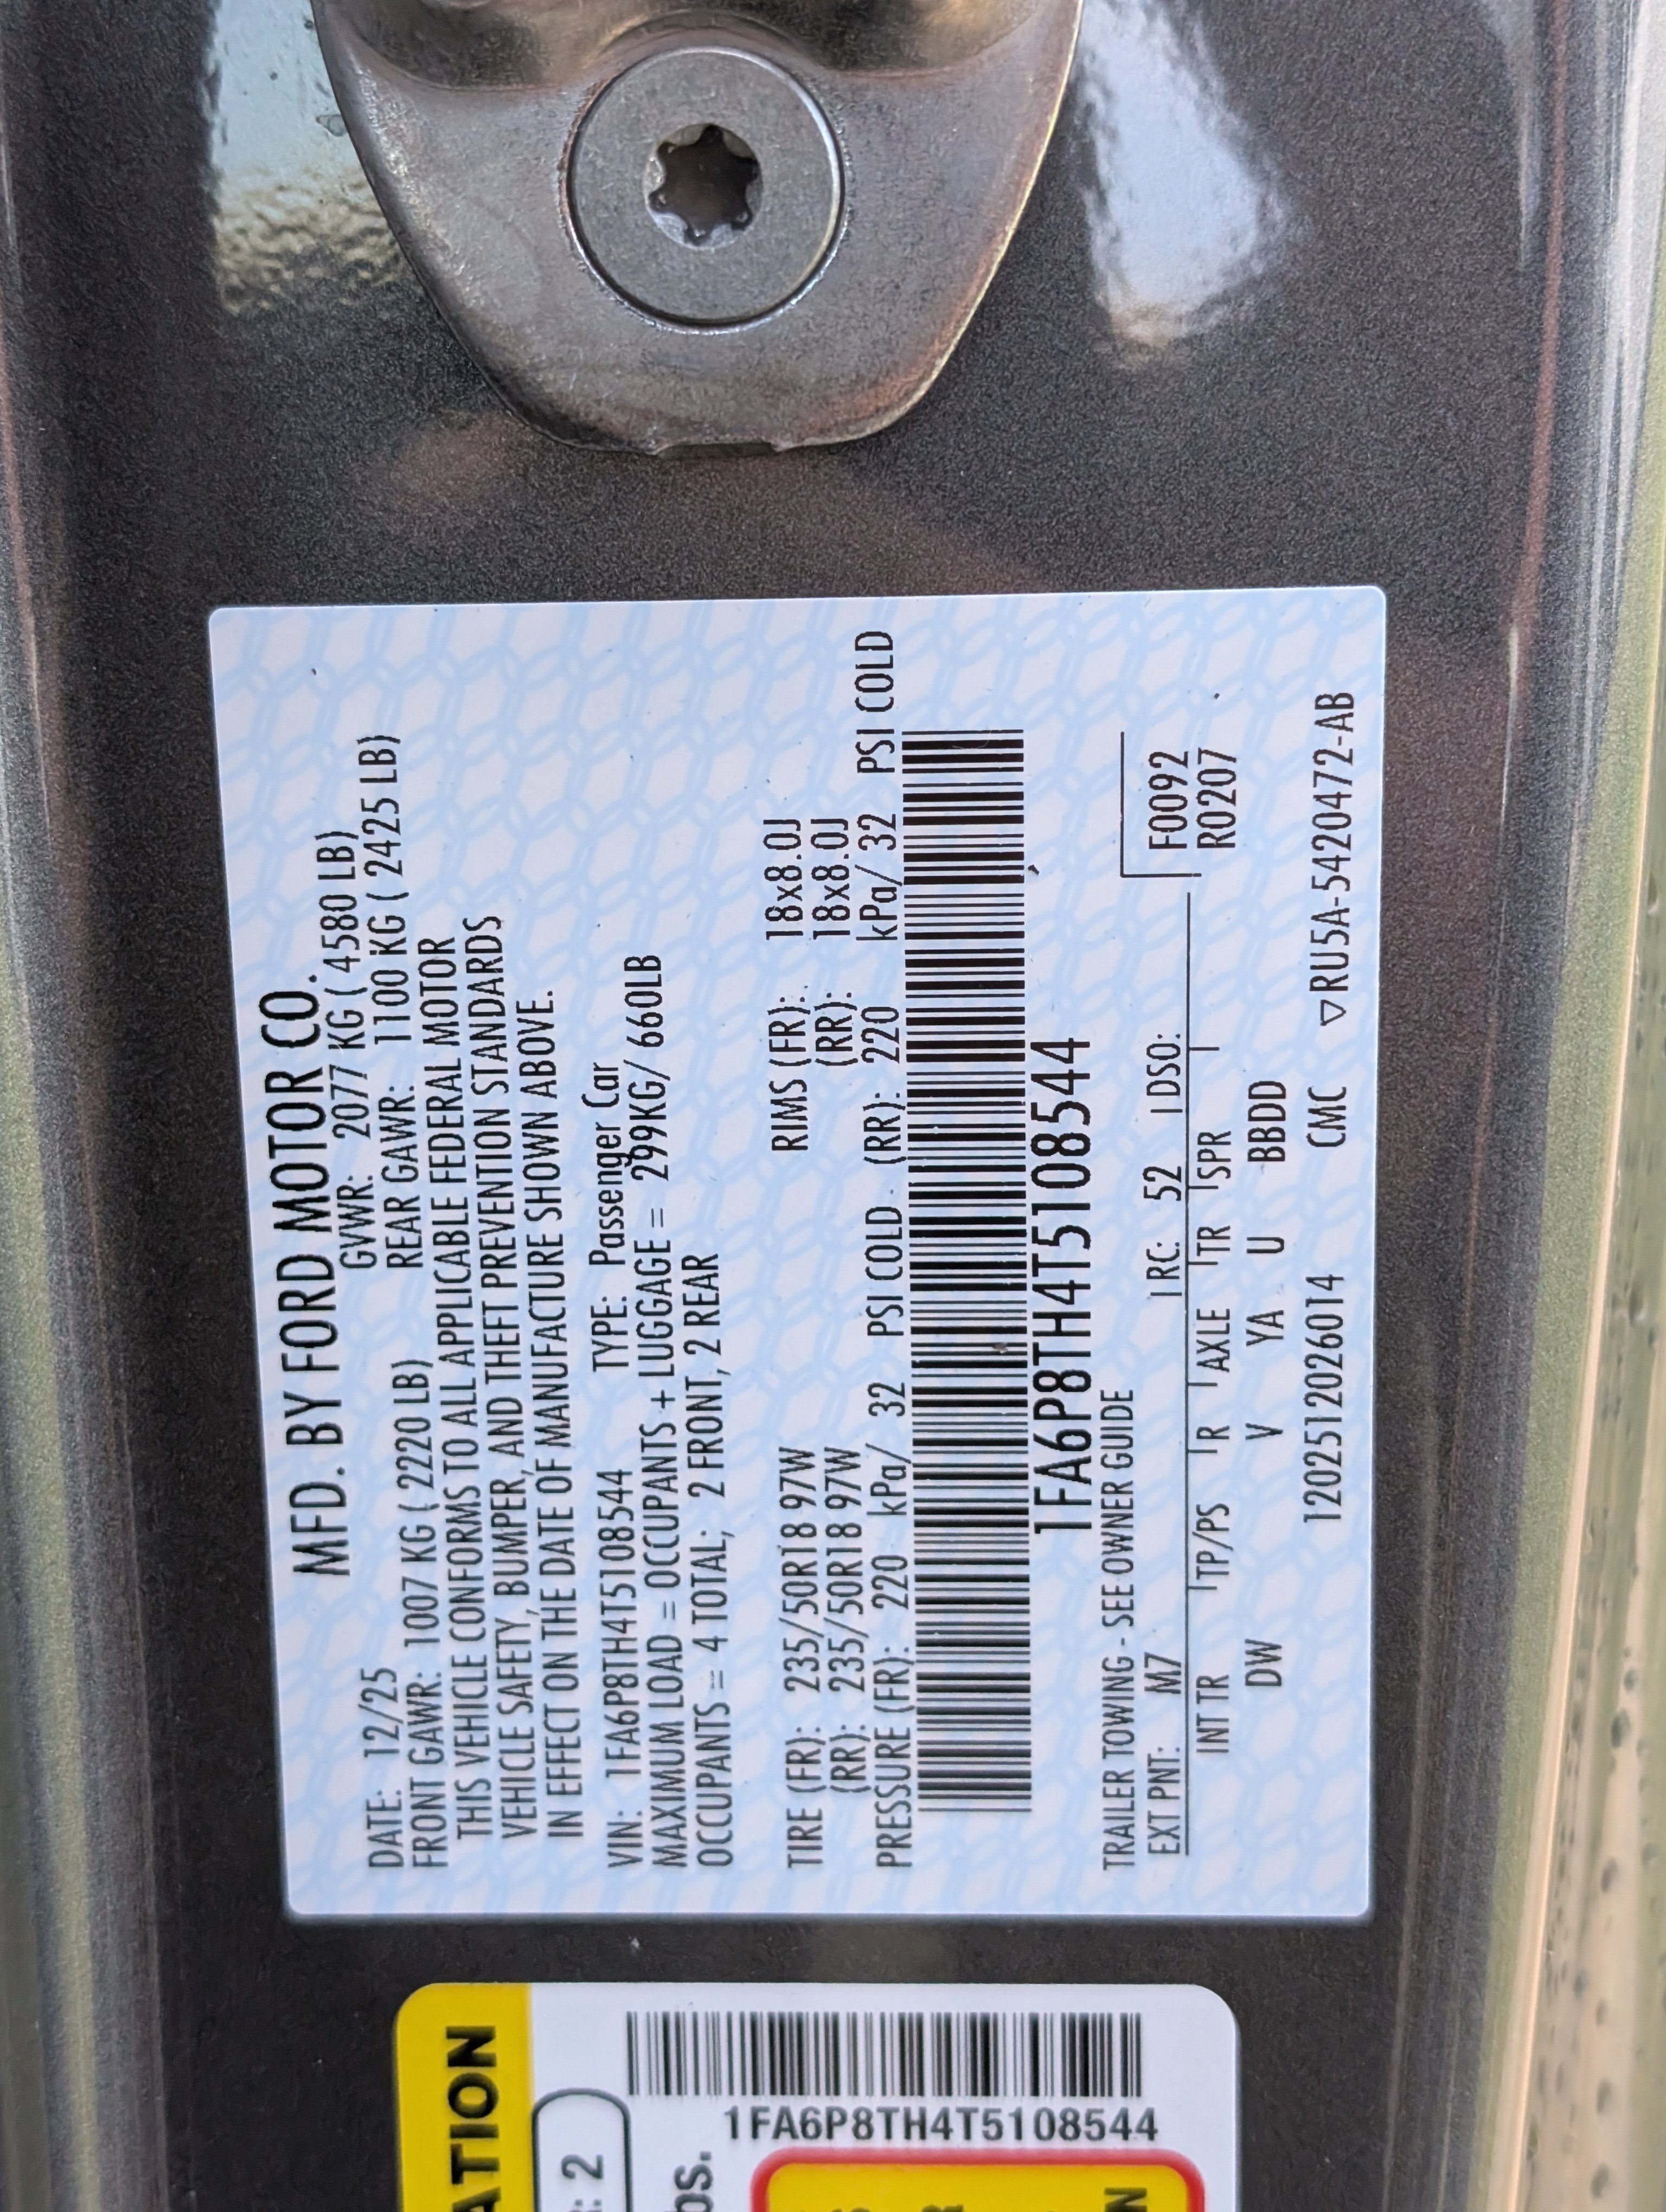 MFD. BY FORD MOTOR CO.
DATE: 12/25 GVWR: 2077 KG ( 4580 LB)
FRONT GAWR: 1007 KG ( 2220 LB) REAR GAWR: 1100 KG ( 2425 LB)
THIS VEHICLE CONFORMS TO ALL APPLICABLE FEDERAL MOTOR
VEHICLE SAFETY, BUMPER, AND THEFT PREVENTION STANDARDS
IN EFFECT ON THE DATE OF MANUFACTURE SHOWN ABOVE.
VIN: 1FA6P8TH4T5108544 TYPE: Passenger Car
MAXIMUM LOAD = OCCUPANTS + LUGGAGE = 299KG/ 660LB
OCCUPANTS = 4 TOTAL; 2 FRONT, 2 REAR
TIRE (FR): 235/50R18 97W RIMS (FR): 18x8.0J
(RR): 235/50R18 97W (RR): 18x8.0J
PRESSURE (FR): 220 kPa/ 32 PSI COLD (RR): 220 kPa/ 32 PSI COLD
1FA6P8TH4T5108544
TRAILER TOWING - SEE OWNER GUIDE
EXT PNT: M7 RC: 52 DSO: F0092
INT TR TP/PS R AXLE TR SPR R0207
DW V YA U BBDD
1202512026014 CMC ▽RU5A-5420472-AB
ATION
: 2
1FA6P8TH4T5108544
os.
N